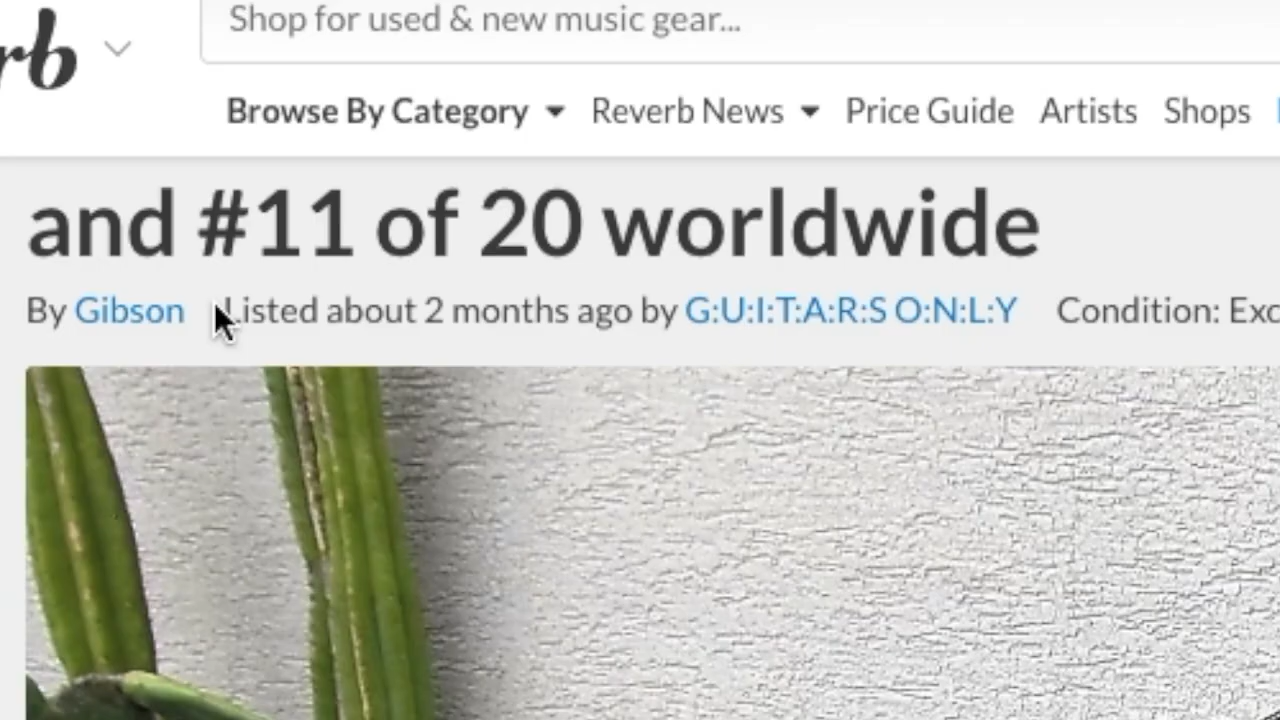 rb
Shop for used & new music gear...
Browse By Category Reverb News Price Guide Artists Shops
and #11 of 20 worldwide
By Gibson Listed about 2 months ago by G:U:I:T:A:R:S O:N:L:Y Condition: Exc